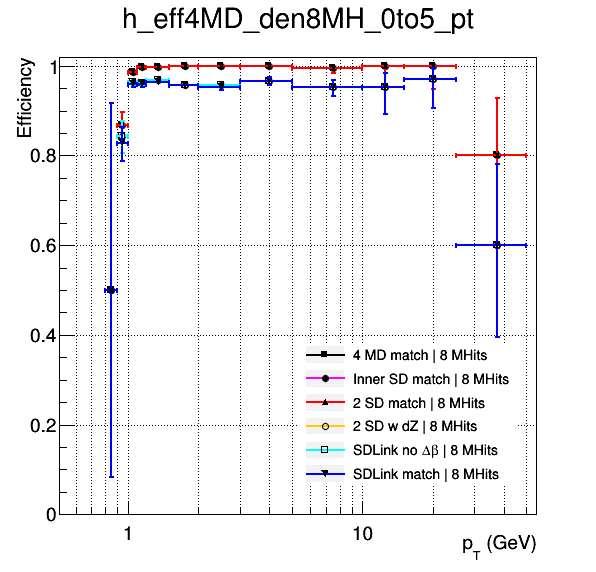 h_eff4MD_den8MH_0to5_pt
Efficiency
1
0.8
0.6
0.4
0.2
0
4 MD match | 8 MHits
Inner SD match | 8 MHits
2 SD match | 8 MHits
2 SD w dZ | 8 MHits
SDLink no Δβ | 8 MHits
SDLink match | 8 MHits
1
10
p_T (GeV)